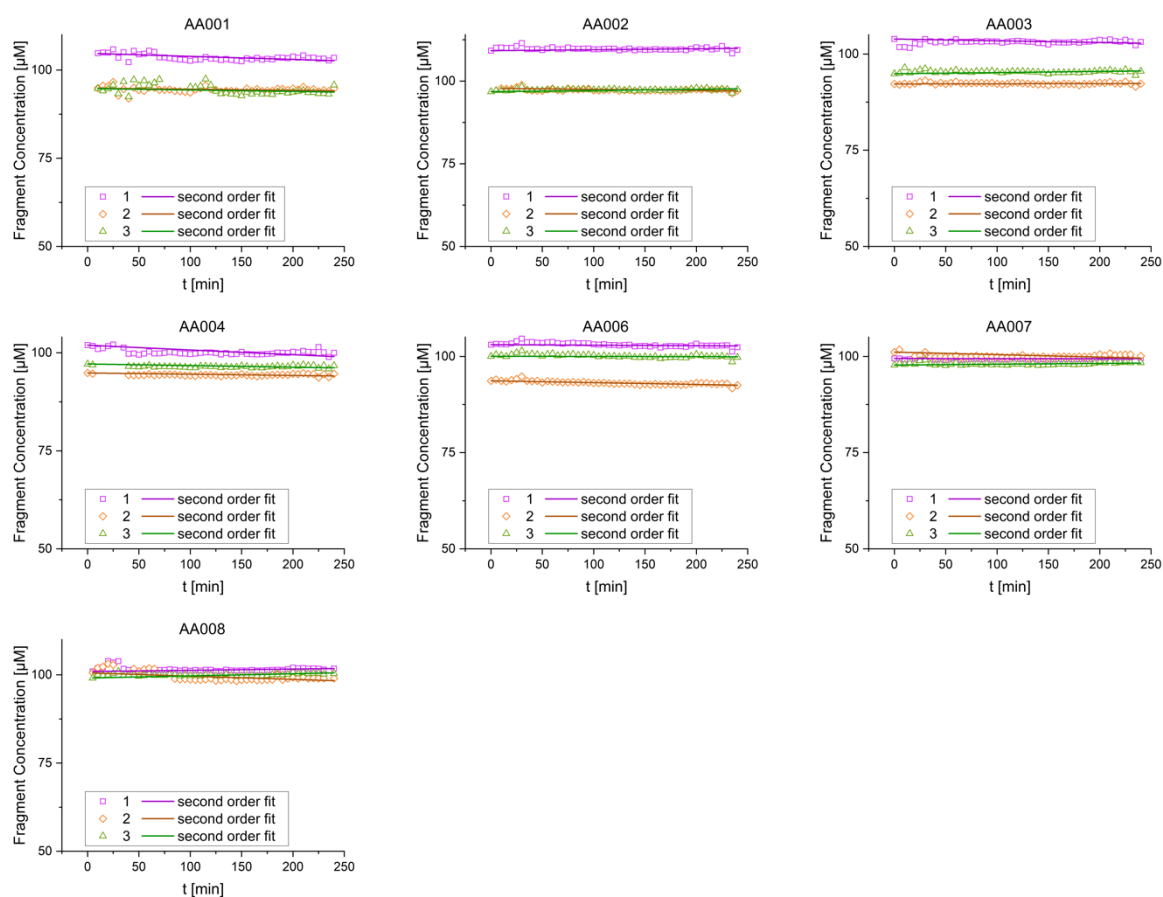 AA001
Fragment Concentration [µM]
100
75
50
1 second order fit
2 second order fit
3 second order fit
0 50 100 150 200 250
t [min]
AA002
Fragment Concentration [µM]
100
75
50
1 second order fit
2 second order fit
3 second order fit
0 50 100 150 200 250
t [min]
AA003
Fragment Concentration [µM]
100
75
50
1 second order fit
2 second order fit
3 second order fit
0 50 100 150 200 250
t [min]
AA004
Fragment Concentration [µM]
100
75
50
1 second order fit
2 second order fit
3 second order fit
0 50 100 150 200 250
t [min]
AA006
Fragment Concentration [µM]
100
75
50
1 second order fit
2 second order fit
3 second order fit
0 50 100 150 200 250
t [min]
AA007
Fragment Concentration [µM]
100
75
50
1 second order fit
2 second order fit
3 second order fit
0 50 100 150 200 250
t [min]
AA008
Fragment Concentration [µM]
100
75
50
1 second order fit
2 second order fit
3 second order fit
0 50 100 150 200 250
t [min]